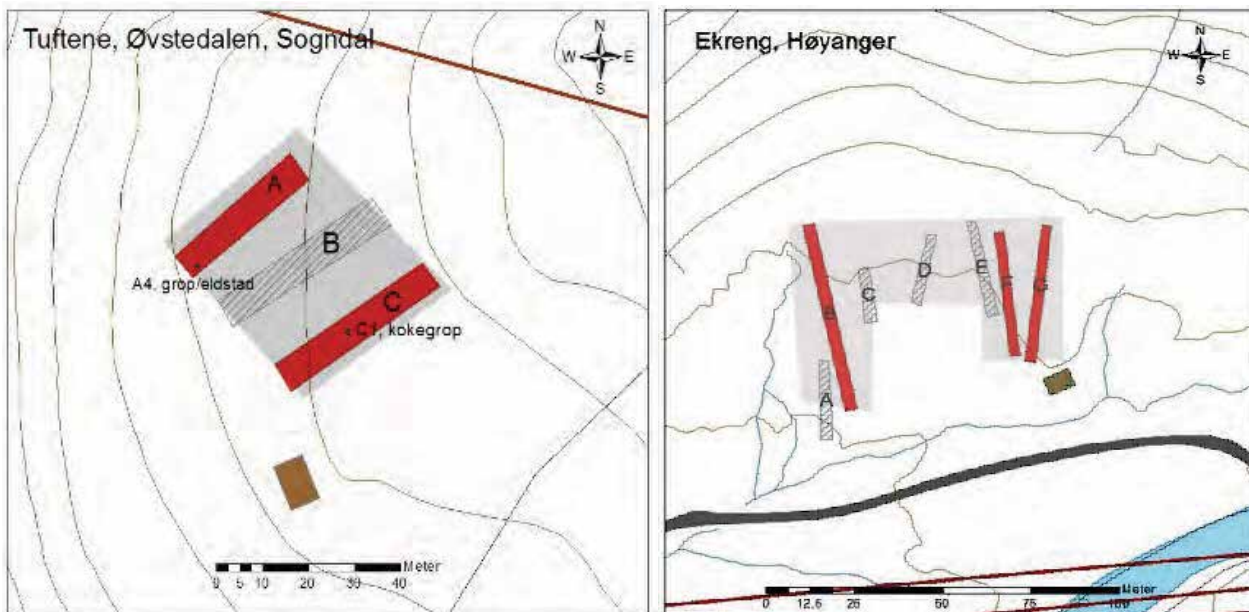 Tuftene, Øvstedalen, Sogndal
N
W E
S
A
B
A4, grop/eldstad
C
C1, kokegrop
Meter
0 5 10 20 30 40
Ekreng, Høyanger
N
W E
S
D
E
C
F
G
B
A
Meter
0 12,5 25 50 75 100